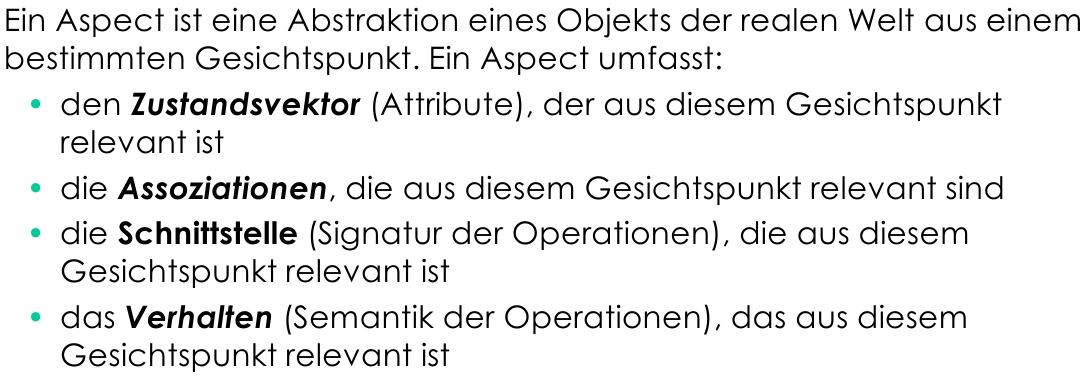 Ein Aspect ist eine Abstraktion eines Objekts der realen Welt aus einem
bestimmten Gesichtspunkt. Ein Aspect umfasst:
• den Zustandsvektor (Attribute), der aus diesem Gesichtspunkt
relevant ist
• die Assoziationen, die aus diesem Gesichtspunkt relevant sind
• die Schnittstelle (Signatur der Operationen), die aus diesem
Gesichtspunkt relevant ist
• das Verhalten (Semantik der Operationen), das aus diesem
Gesichtspunkt relevant ist